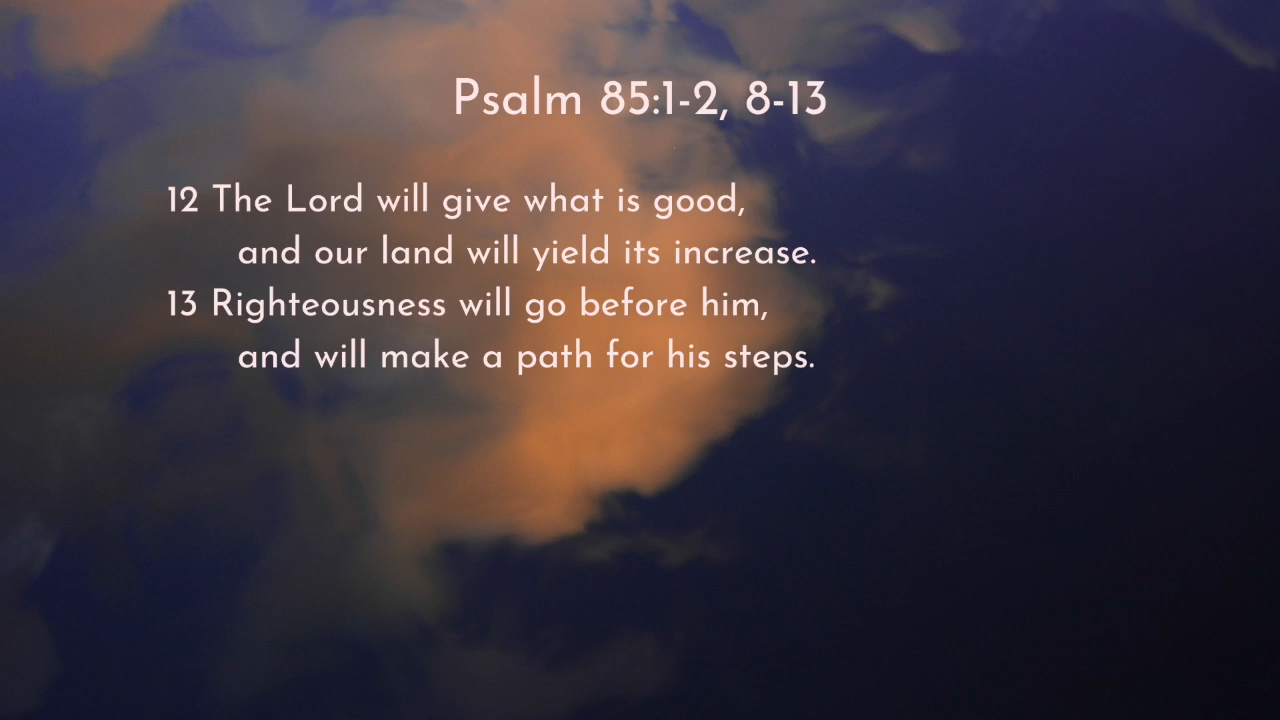 Psalm 85:1-2, 8-13
12 The Lord will give what is good,
and our land will yield its increase.
13 Righteousness will go before him,
and will make a path for his steps.